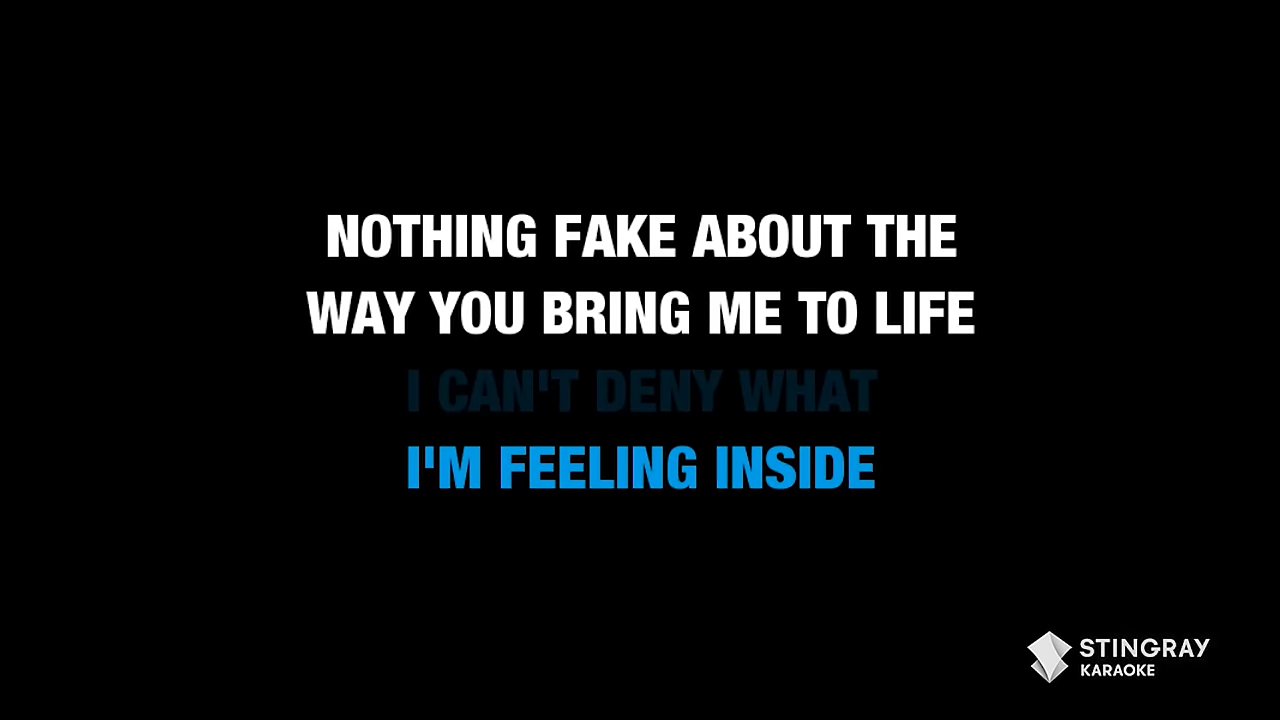 NOTHING FAKE ABOUT THE
WAY YOU BRING ME TO LIFE
I CAN'T DENY WHAT
I'M FEELING INSIDE
STINGRAY
KARAOKE